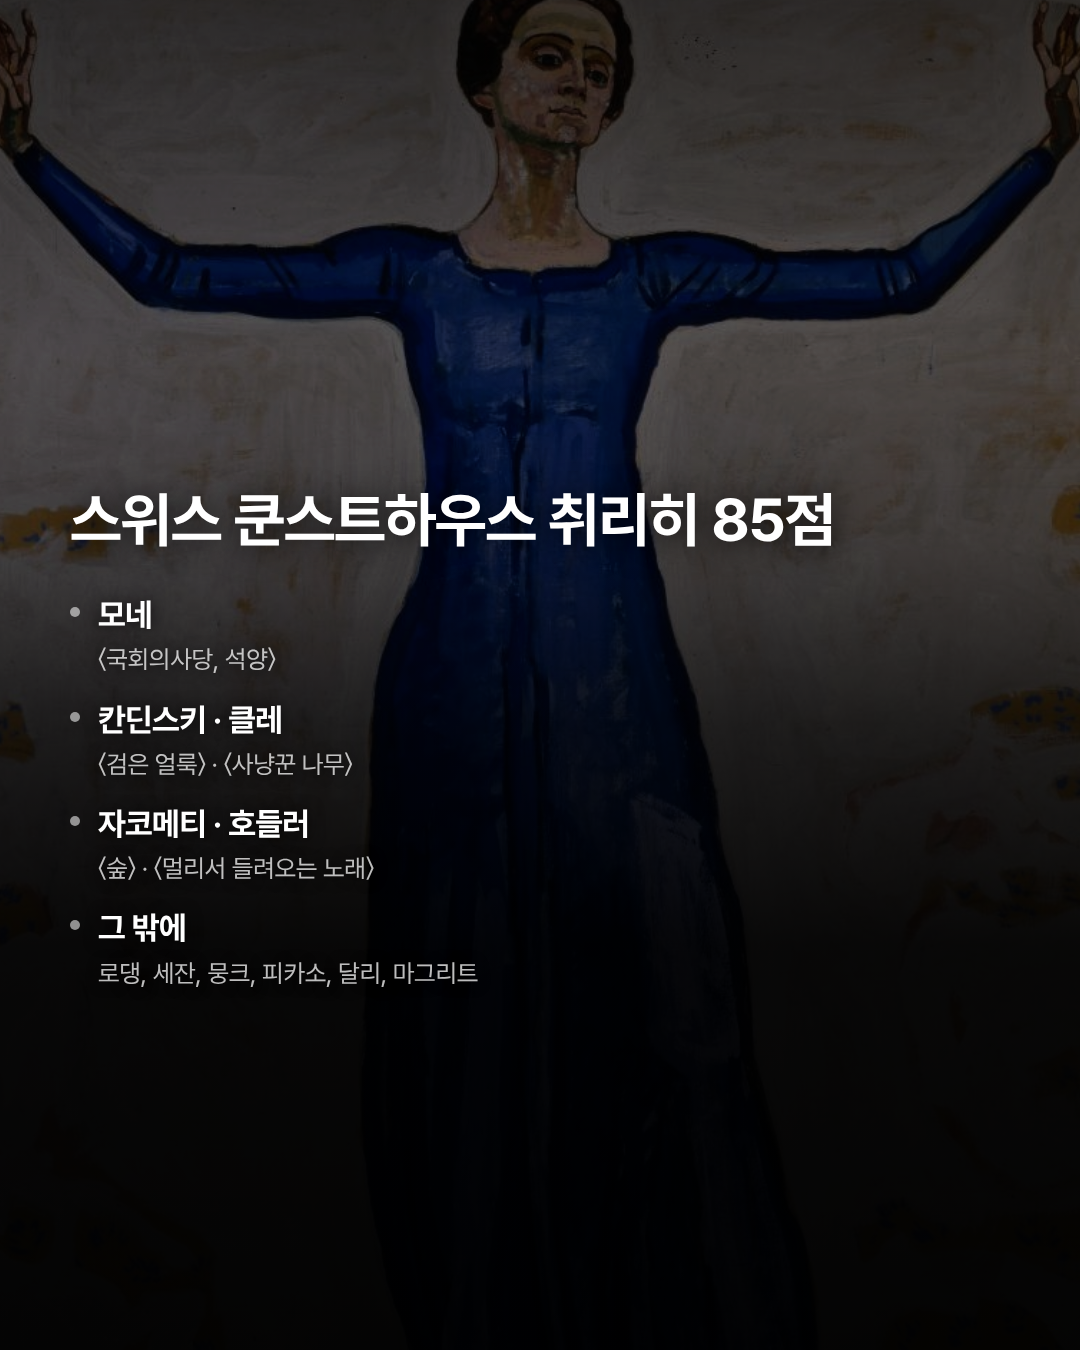 스위스 쿤스트하우스 취리히 85점
• 모네
〈국회의사당, 석양〉
• 칸딘스키 · 클레
〈검은 얼룩〉 · 〈사냥꾼 나무〉
• 자코메티 · 호들러
〈숲〉 · 〈멀리서 들려오는 노래〉
• 그 밖에
로댕, 세잔, 뭉크, 피카소, 달리, 마그리트